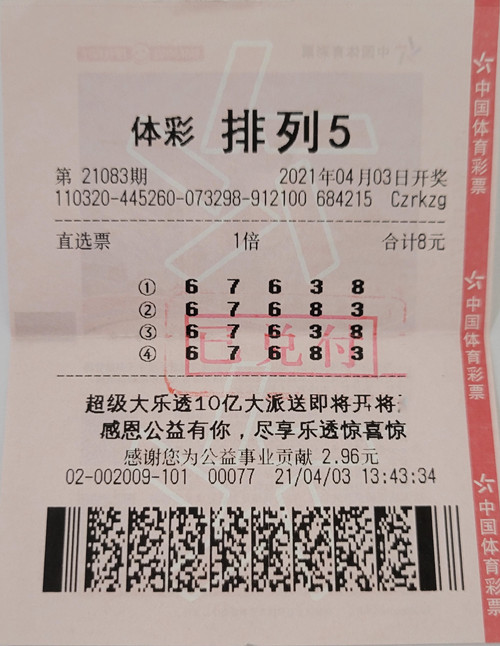 体彩 排列5
第 21083期 2021年04月03日开奖
110320-445260-073298-912100 684215 Czrkzg
直选票 1倍 合计8元
① 6 7 6 3 8
② 6 7 6 8 3
③ 6 7 6 3 8
④ 6 7 6 8 3
已兑付
超级大乐透10亿大派送即将开将
感恩公益有你，尽享乐透惊喜惊
感谢您为公益事业贡献 2.96元
02-002009-101 00077 21/04/03 13:43:34
中国体育彩票
中国体育彩票
中国体育彩票